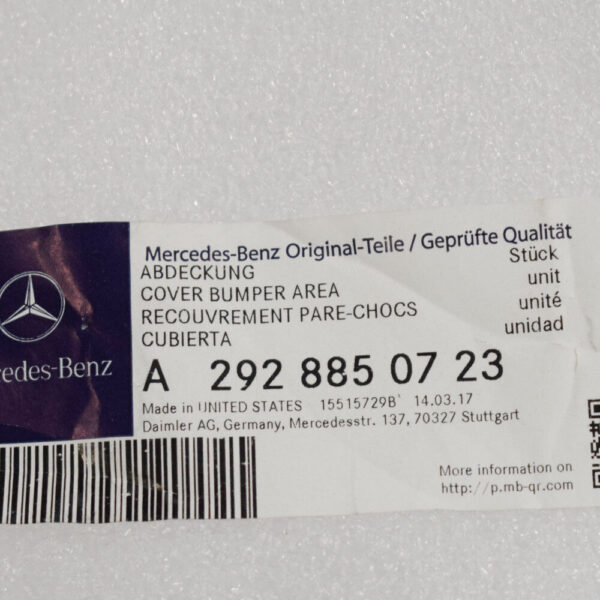 Mercedes-Benz Original-Teile / Geprüfte Qualität
ABDECKUNG Stück
COVER BUMPER AREA unit
RECOUVREMENT PARE-CHOCS unité
CUBIERTA unidad
edes-Benz
A 292 885 07 23
Made in UNITED STATES 15515729B' 14.03.17
Daimler AG, Germany, Mercedesstr. 137, 70327 Stuttgart
More information on
http://p.mb-qr.com